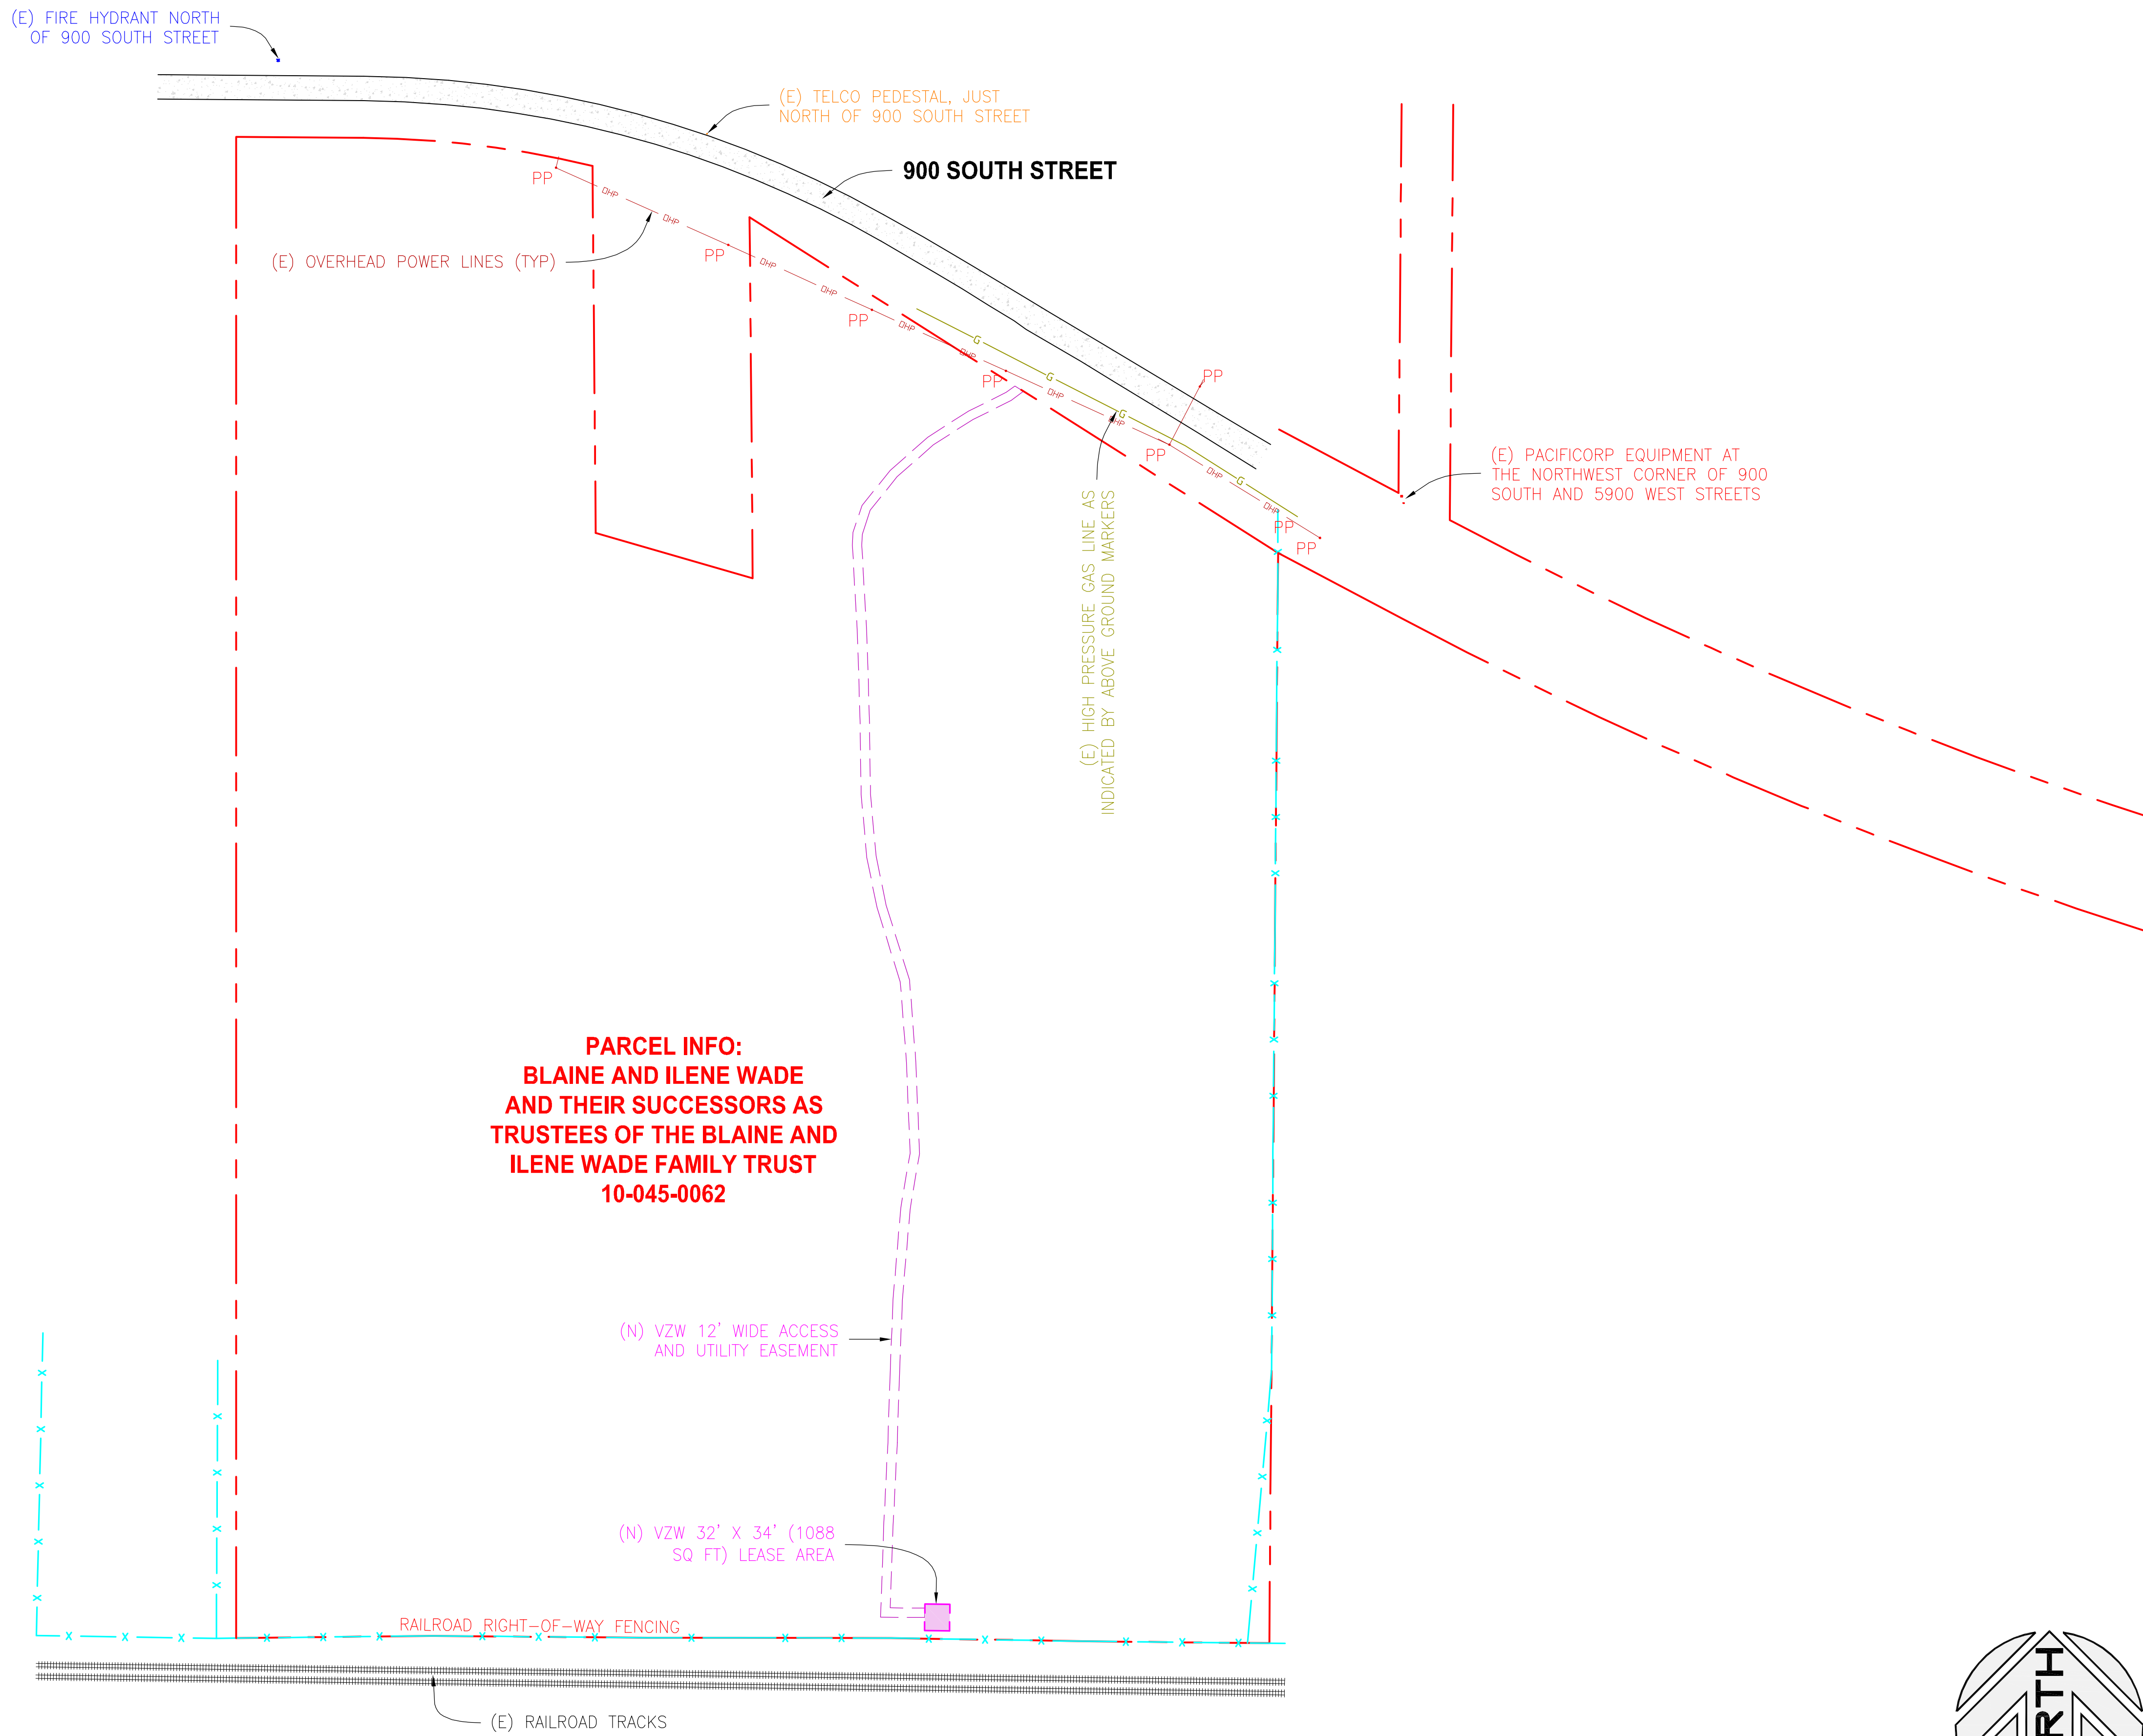 (E) FIRE HYDRANT NORTH
OF 900 SOUTH STREET
(E) TELCO PEDESTAL, JUST
NORTH OF 900 SOUTH STREET
900 SOUTH STREET
PP
OHP
OHP
(E) OVERHEAD POWER LINES (TYP)
PP
OHP
OHP
PP
OHP
G
OHP
PP
G
OHP
PP
G
OHP
PP
OHP
G
OHP
PP
PP
(E) PACIFICORP EQUIPMENT AT
THE NORTHWEST CORNER OF 900
SOUTH AND 5900 WEST STREETS
(E) HIGH PRESSURE GAS LINE AS
INDICATED BY ABOVE GROUND MARKERS
PARCEL INFO:
BLAINE AND ILENE WADE
AND THEIR SUCCESSORS AS
TRUSTEES OF THE BLAINE AND
ILENE WADE FAMILY TRUST
10-045-0062
(N) VZW 12' WIDE ACCESS
AND UTILITY EASEMENT
(N) VZW 32' X 34' (1088
SQ FT) LEASE AREA
RAILROAD RIGHT-OF-WAY FENCING
(E) RAILROAD TRACKS
RTH